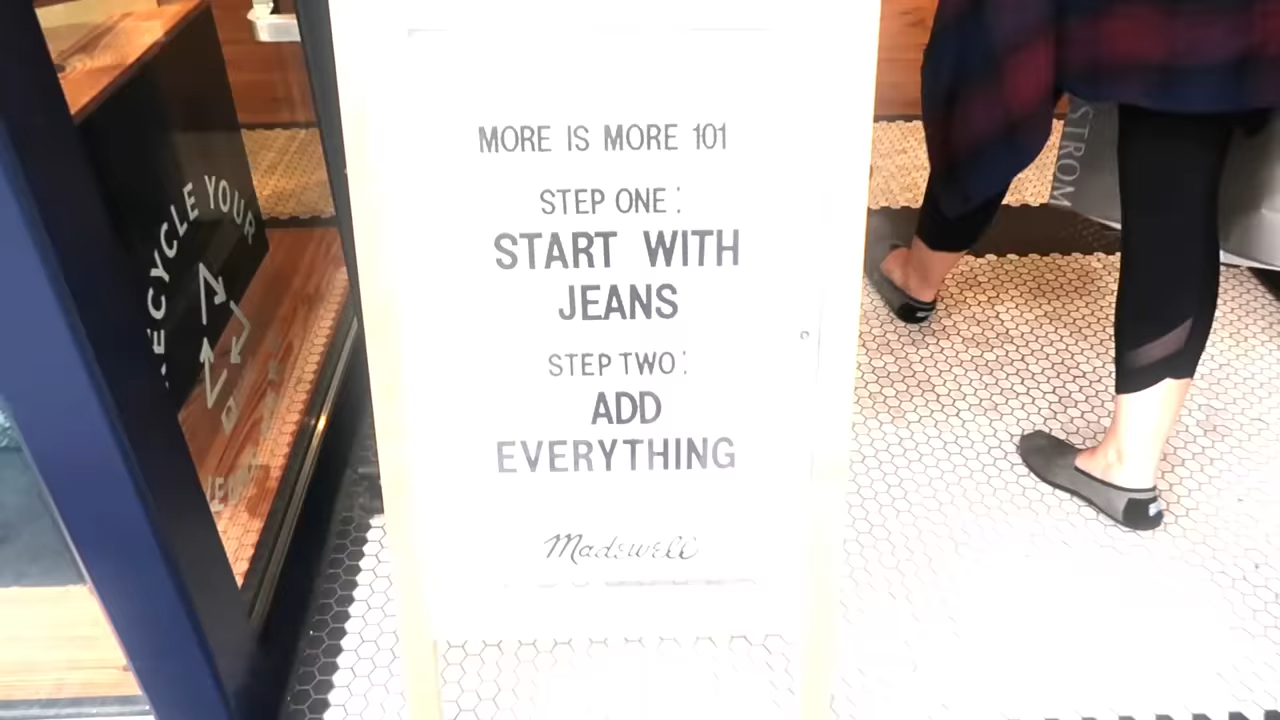 MORE IS MORE 101
STEP ONE:
START WITH
JEANS
STEP TWO:
ADD
EVERYTHING
Madewell
RECYCLE YOUR
STROM